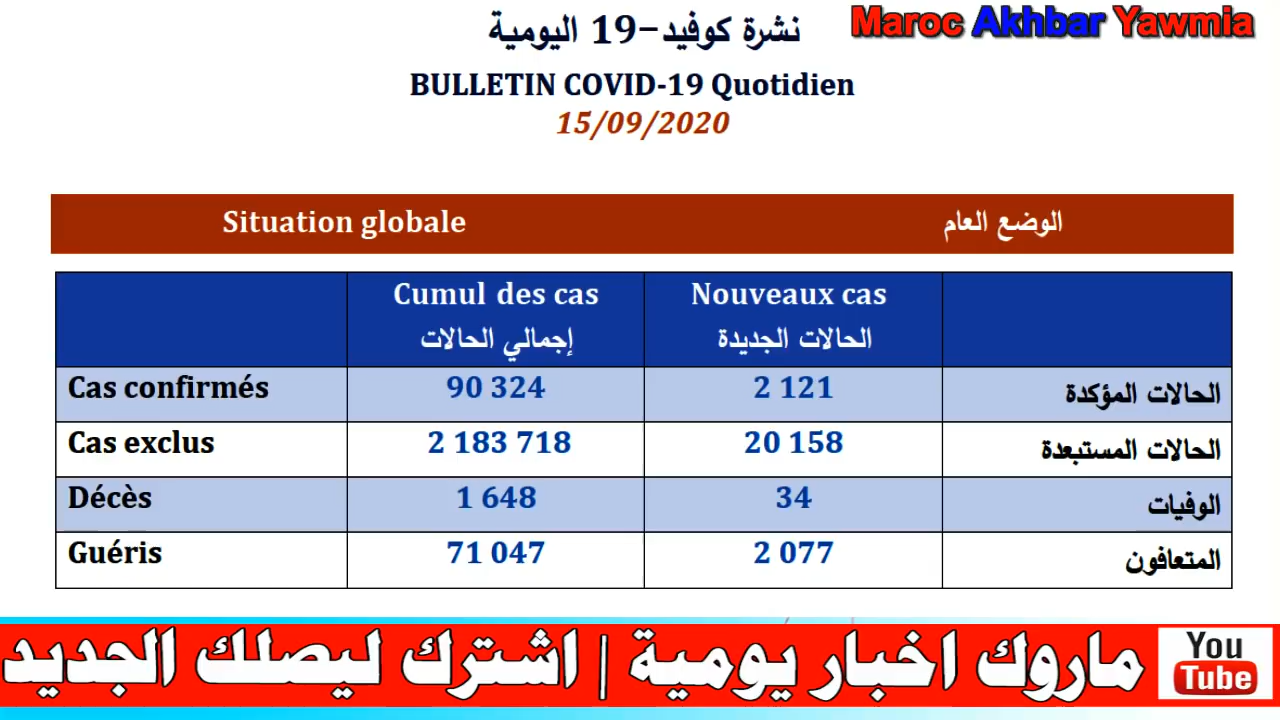 Maroc Akhbar Yawmia
نشرة كوفيد-19 اليومية
BULLETIN COVID-19 Quotidien
15/09/2020
Situation globale الوضع العام
Cumul des cas Nouveaux cas
إجمالي الحالات الحالات الجديدة
Cas confirmés 90 324 2 121 الحالات المؤكدة
Cas exclus 2 183 718 20 158 الحالات المستبعدة
Décès 1 648 34 الوفيات
Guéris 71 047 2 077 المتعافون
ماروك اخبار يومية | اشترك ليصلك الجديد
You
Tube